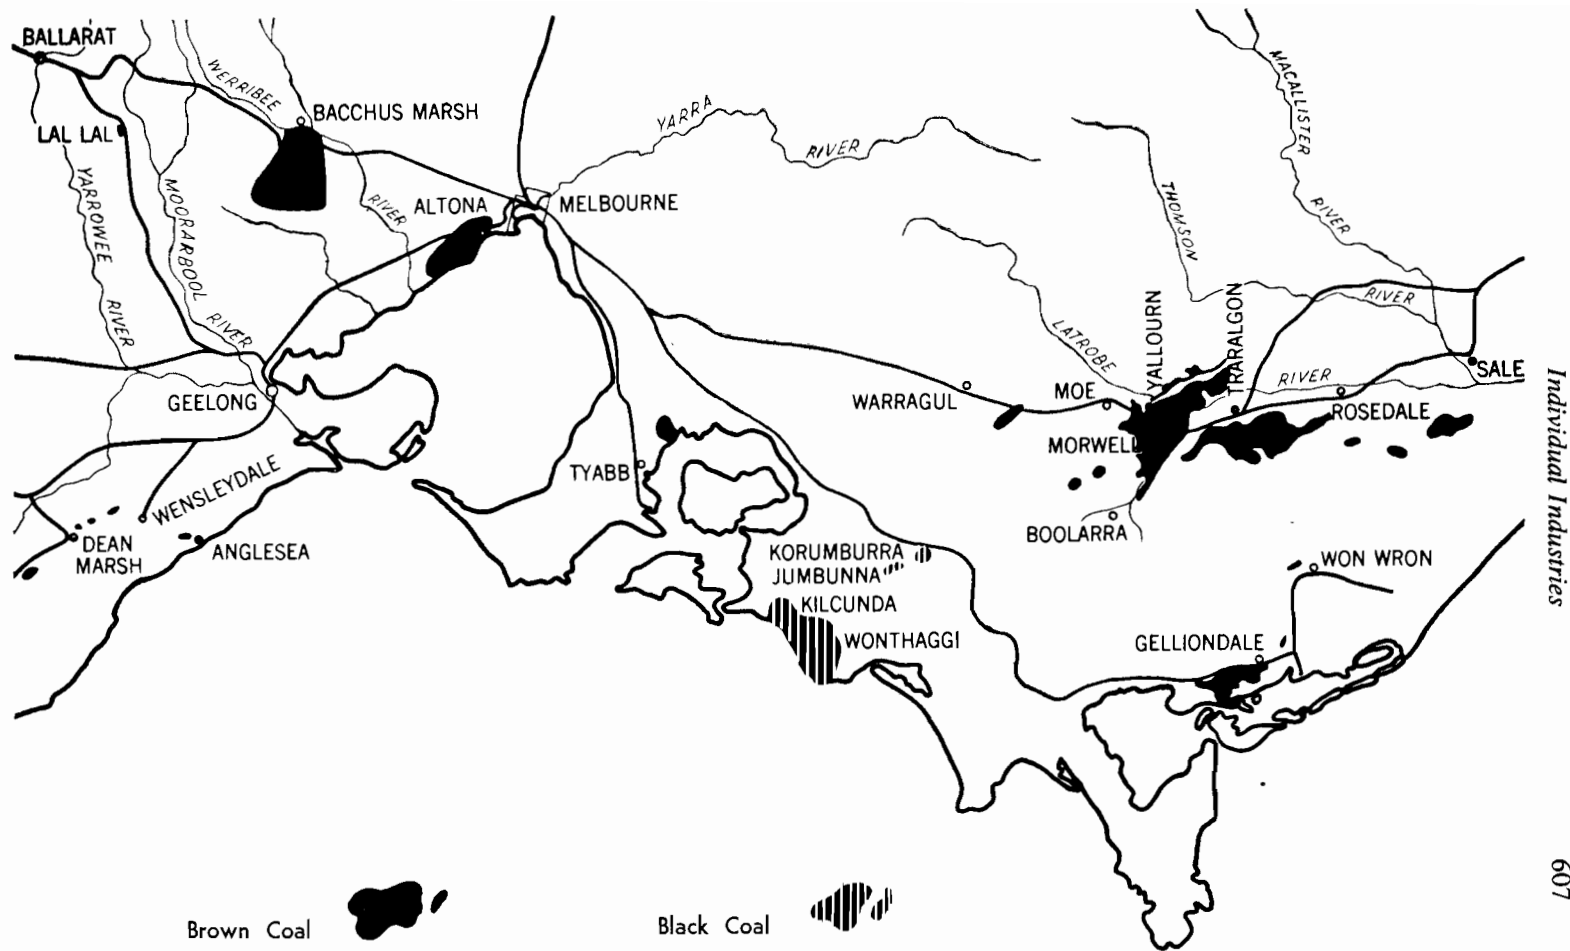 BALLARAT
WERRIBEE
RIVER
BACCHUS MARSH
LAL LAL
YARROWEE
RIVER
MOORARBOOL
RIVER
ALTONA
MELBOURNE
YARRA
RIVER
MACALLISTER
RIVER
THOMSON
RIVER
LATROBE
RIVER
YALLOURN
TRARALGON
SALE
GEELONG
WARRAGUL
MOE
ROSEDALE
MORWELL
TYABB
WENSLEYDALE
BOOLARRA
DEAN
MARSH
ANGLESEA
KORUMBURRA
JUMBUNNA
KILCUNDA
WONTHAGGI
WON WRON
GELLIONDALE
Brown Coal
Black Coal
Individual Industries
607